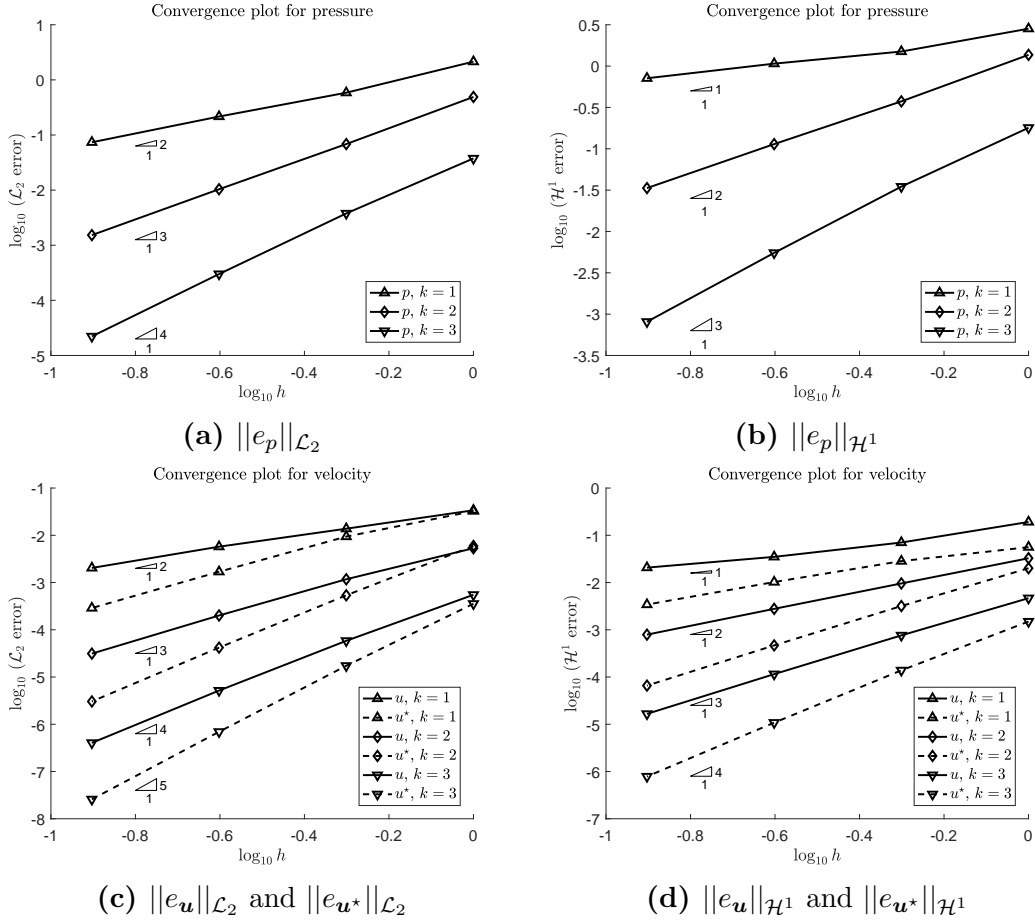 Convergence plot for pressure
log₁₀ (𝓛₂ error)
1
0
-1
-2
-3
-4
-5
2
1
3
1
4
1
p, k = 1
p, k = 2
p, k = 3
-1 -0.8 -0.6 -0.4 -0.2 0
log₁₀ h
(a) ||eₚ||𝓛₂
Convergence plot for pressure
log₁₀ (𝓗¹ error)
0.5
0
-0.5
-1
-1.5
-2
-2.5
-3
-3.5
1
1
2
1
3
1
p, k = 1
p, k = 2
p, k = 3
-1 -0.8 -0.6 -0.4 -0.2 0
log₁₀ h
(b) ||eₚ||𝓗¹
Convergence plot for velocity
log₁₀ (𝓛₂ error)
-1
-2
-3
-4
-5
-6
-7
-8
2
1
3
1
4
1
5
1
u, k = 1
u⋆, k = 1
u, k = 2
u⋆, k = 2
u, k = 3
u⋆, k = 3
-1 -0.8 -0.6 -0.4 -0.2 0
log₁₀ h
(c) ||e𝒖||𝓛₂ and ||e𝒖⋆||𝓛₂
Convergence plot for velocity
log₁₀ (𝓗¹ error)
0
-1
-2
-3
-4
-5
-6
-7
1
1
2
1
3
1
4
1
u, k = 1
u⋆, k = 1
u, k = 2
u⋆, k = 2
u, k = 3
u⋆, k = 3
-1 -0.8 -0.6 -0.4 -0.2 0
log₁₀ h
(d) ||e𝒖||𝓗¹ and ||e𝒖⋆||𝓗¹